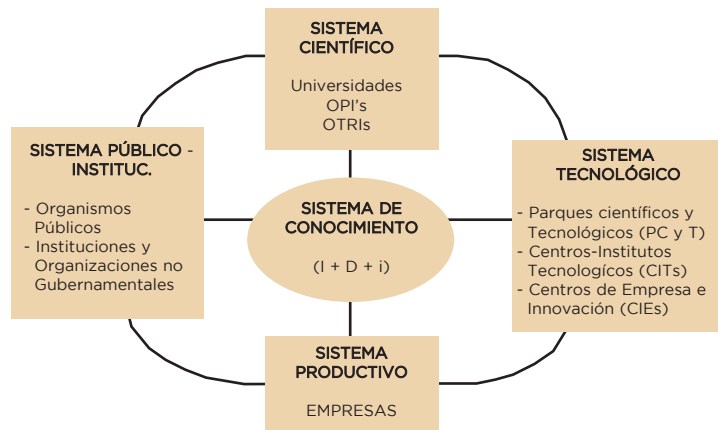 SISTEMA
CIENTÍFICO
Universidades
OPI's
OTRIs
SISTEMA PÚBLICO -
INSTITUC.
- Organismos
Públicos
- Instituciones y
Organizaciones no
Gubernamentales
SISTEMA DE
CONOCIMIENTO
(I + D + i)
SISTEMA
TECNOLÓGICO
- Parques científicos y
Tecnológicos (PC y T)
- Centros-Institutos
Tecnologícos (CITs)
- Centros de Empresa e
Innovación (CIEs)
SISTEMA
PRODUCTIVO
EMPRESAS